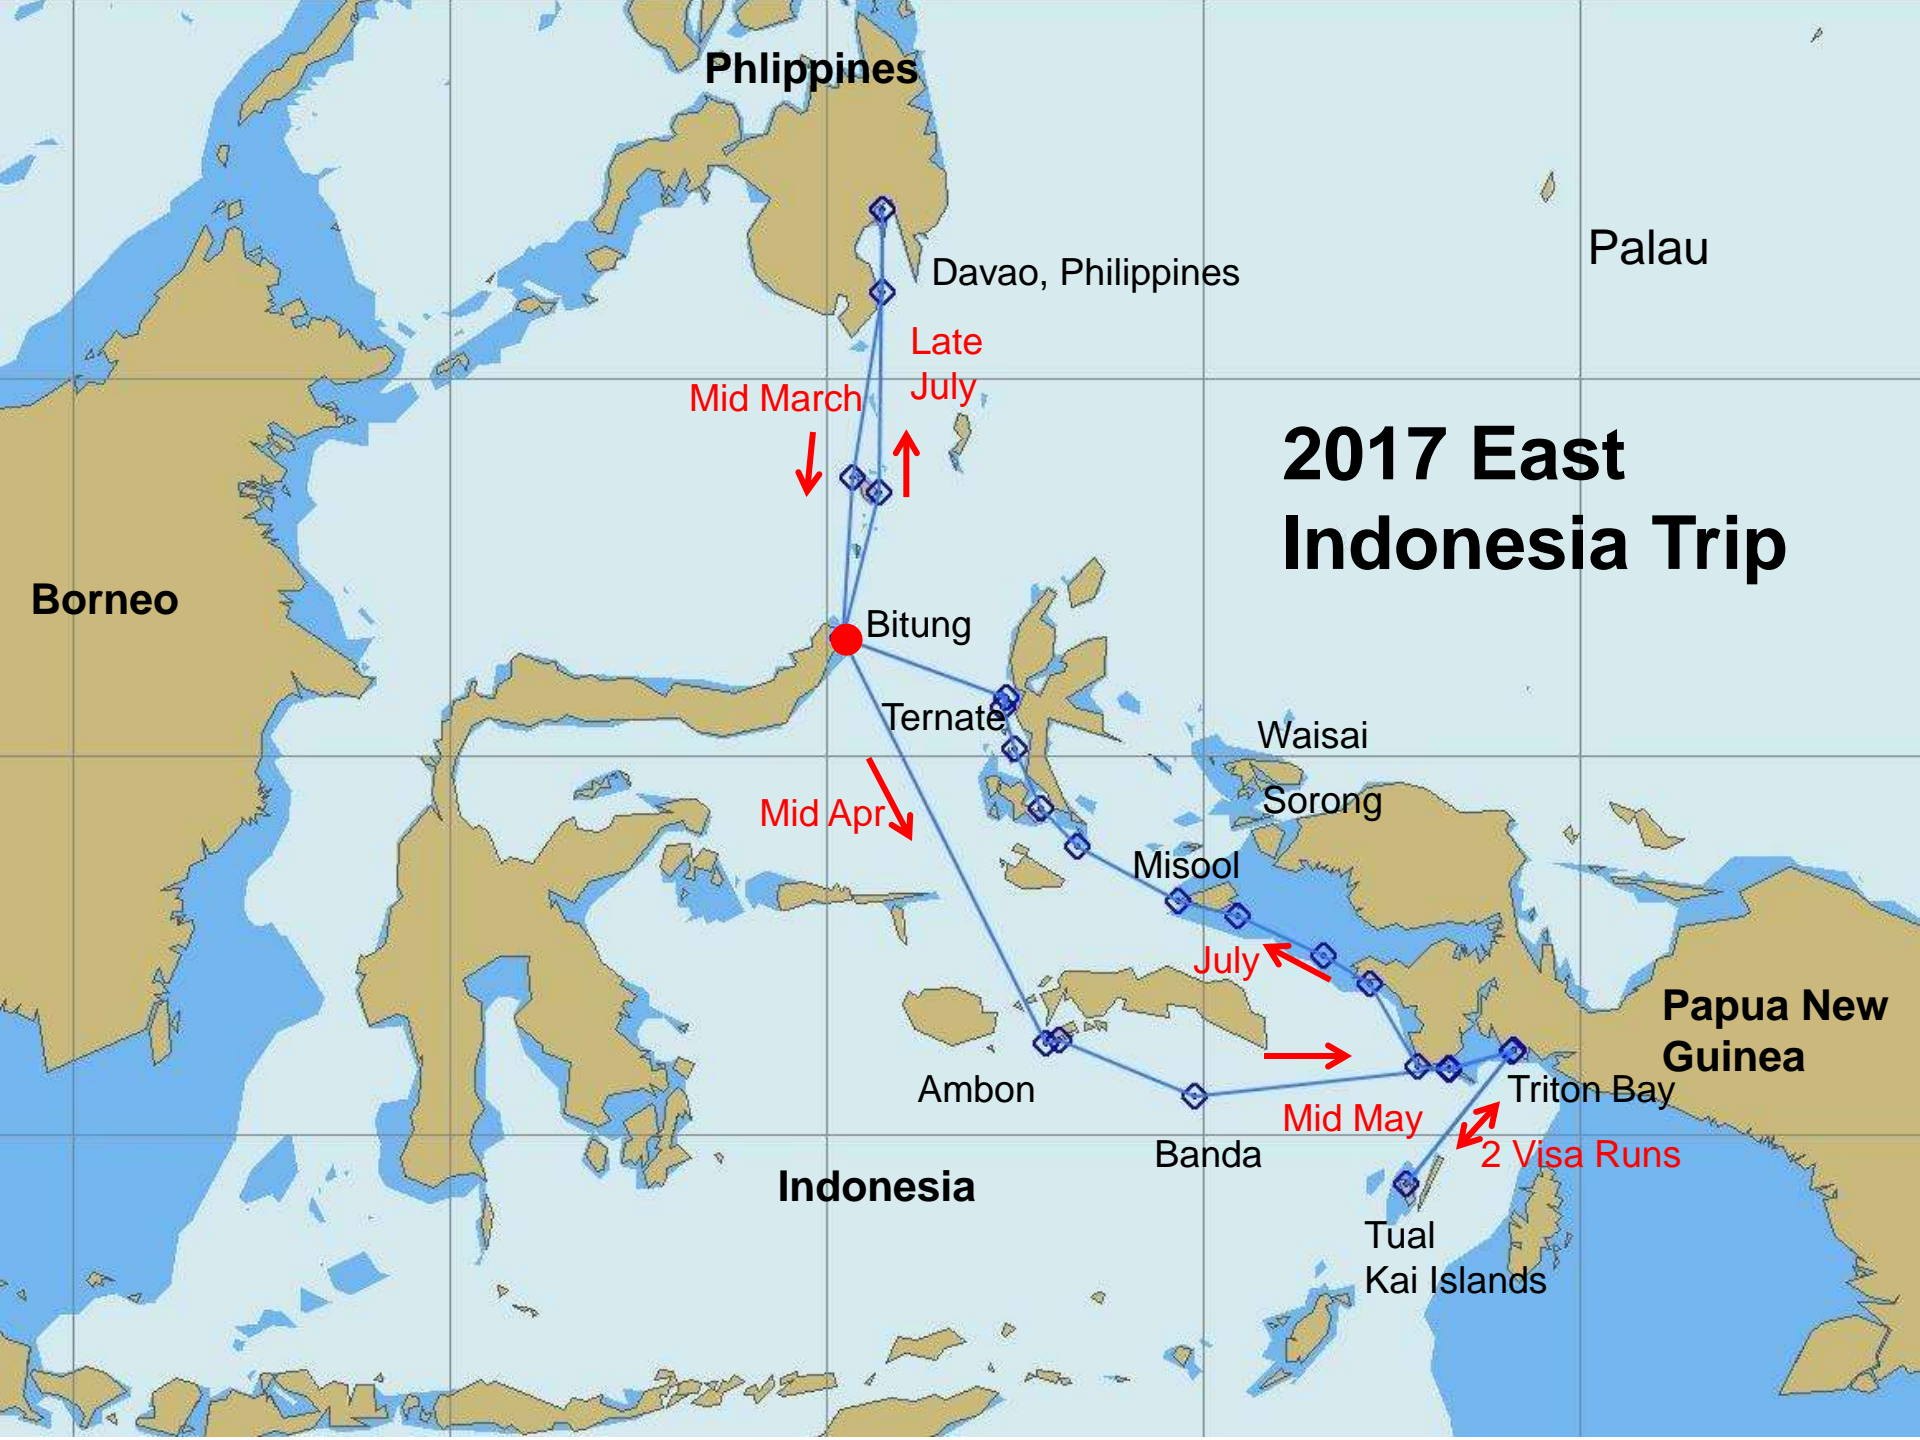 Phlippines
Palau
Davao, Philippines
Late
July
Mid March
2017 East
Indonesia Trip
Borneo
Bitung
Ternate
Waisai
Sorong
Mid Apr
Misool
July
Papua New
Guinea
Ambon
Triton Bay
Mid May
Banda
2 Visa Runs
Indonesia
Tual
Kai Islands